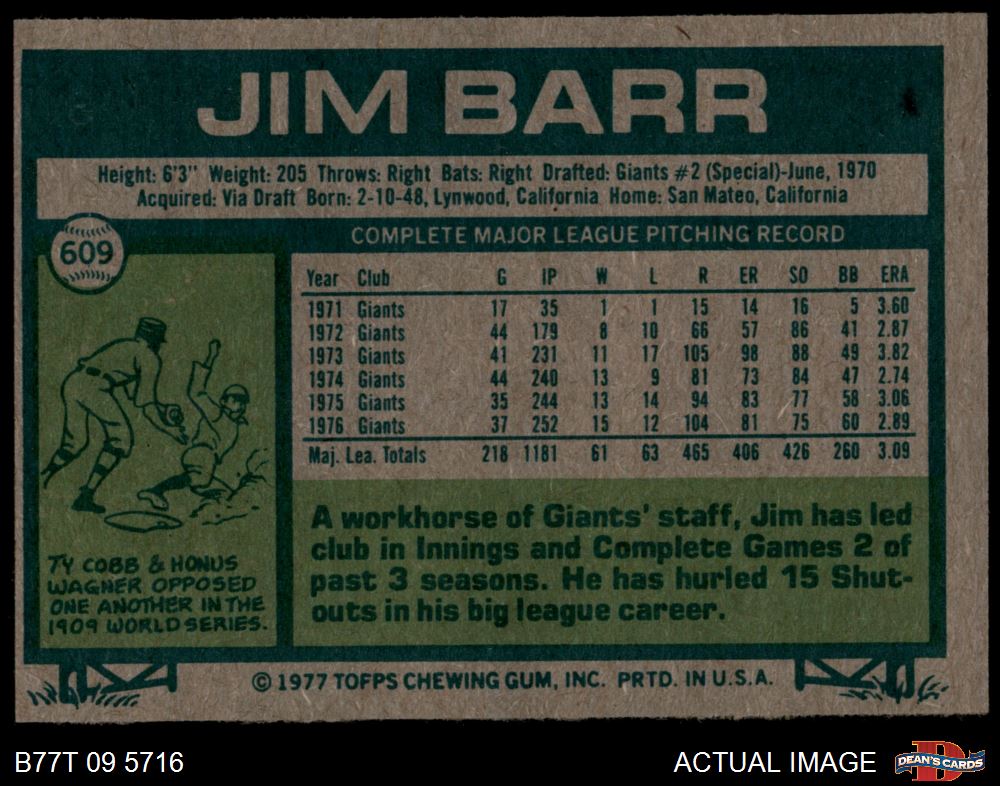 JIM BARR
Height: 6'3" Weight: 205 Throws: Right Bats: Right Drafted: Giants #2 (Special)-June, 1970
Acquired: Via Draft Born: 2-10-48, Lynwood, California Home: San Mateo, California
609
COMPLETE MAJOR LEAGUE PITCHING RECORD
Year Club G IP W L R ER SO BB ERA
1971 Giants 17 35 1 1 15 14 16 5 3.60
1972 Giants 44 179 8 10 66 57 86 41 2.87
1973 Giants 41 231 11 17 105 98 88 49 3.82
1974 Giants 44 240 13 9 81 73 84 47 2.74
1975 Giants 35 244 13 14 94 83 77 58 3.06
1976 Giants 37 252 15 12 104 81 75 60 2.89
Maj. Lea. Totals 218 1181 61 63 465 406 426 260 3.09
TY COBB & HONUS
WAGNER OPPOSED
ONE ANOTHER IN THE
1909 WORLD SERIES.
A workhorse of Giants' staff, Jim has led
club in Innings and Complete Games 2 of
past 3 seasons. He has hurled 15 Shut-
outs in his big league career.
© 1977 TOPPS CHEWING GUM, INC. PRTD. IN U.S.A.
B77T 09 5716
ACTUAL IMAGE
D
DEAN'S CARDS